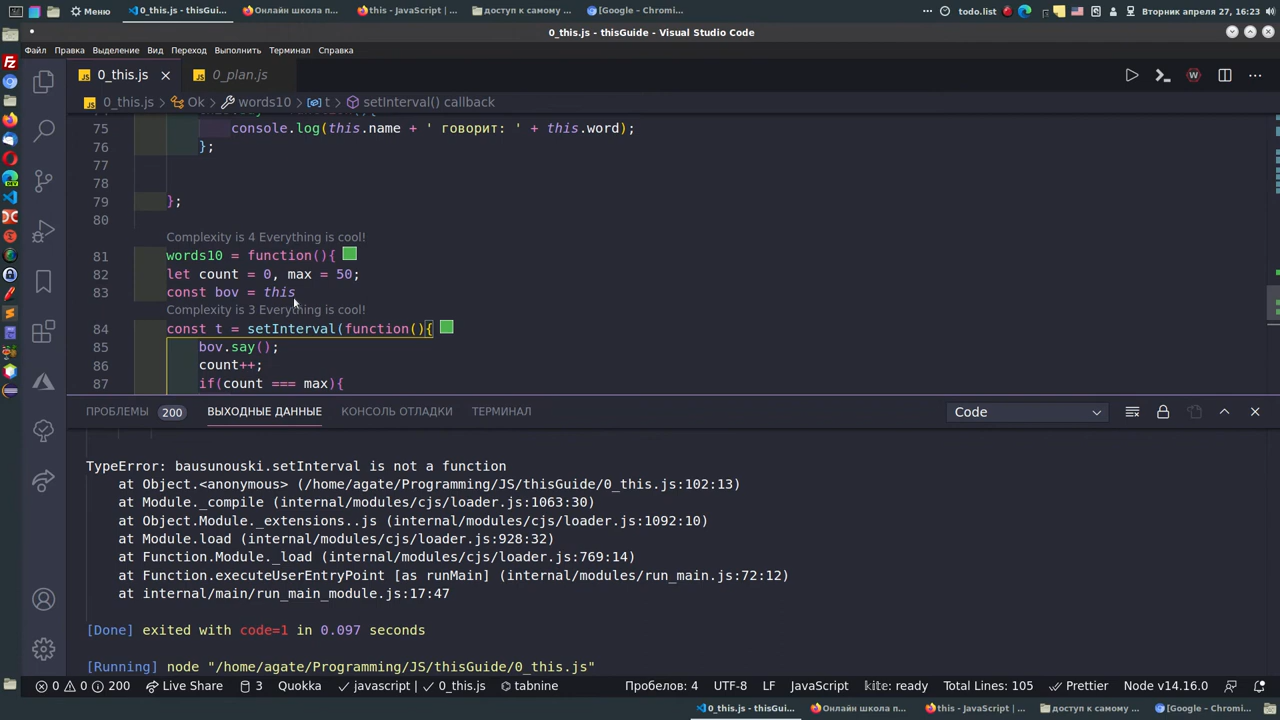 Меню
0_this.js - thisGui...
Онлайн школа п...
this - JavaScript | ...
доступ к самому ...
[Google – Chromi...
todo.list
Вторник апреля 27, 16:23
0_this.js - thisGuide - Visual Studio Code
Файл Правка Выделение Вид Переход Выполнить Терминал Справка
JS 0_this.js
JS 0_plan.js
JS 0_this.js > Ok > words10 > t > setInterval() callback
75 console.log(this.name + ' говорит: ' + this.word);
76 };
77
78
79 };
80
Complexity is 4 Everything is cool!
81 words10 = function(){
82 let count = 0, max = 50;
83 const bov = this
Complexity is 3 Everything is cool!
84 const t = setInterval(function(){
85 bov.say();
86 count++;
87 if(count === max){
ПРОБЛЕМЫ 200 ВЫХОДНЫЕ ДАННЫЕ КОНСОЛЬ ОТЛАДКИ ТЕРМИНАЛ Code
TypeError: bausunouski.setInterval is not a function
at Object.<anonymous> (/home/agate/Programming/JS/thisGuide/0_this.js:102:13)
at Module._compile (internal/modules/cjs/loader.js:1063:30)
at Object.Module._extensions..js (internal/modules/cjs/loader.js:1092:10)
at Module.load (internal/modules/cjs/loader.js:928:32)
at Function.Module._load (internal/modules/cjs/loader.js:769:14)
at Function.executeUserEntryPoint [as runMain] (internal/modules/run_main.js:72:12)
at internal/main/run_main_module.js:17:47
[Done] exited with code=1 in 0.097 seconds
[Running] node "/home/agate/Programming/JS/thisGuide/0_this.js"
0 0 200 Live Share 3 Quokka javascript | 0_this.js tabnine Пробелов: 4 UTF-8 LF JavaScript kite: ready Total Lines: 105 Prettier Node v14.16.0
0_this.js - thisGui...
Онлайн школа п...
this - JavaScript | ...
доступ к самому ...
[Google – Chromi...